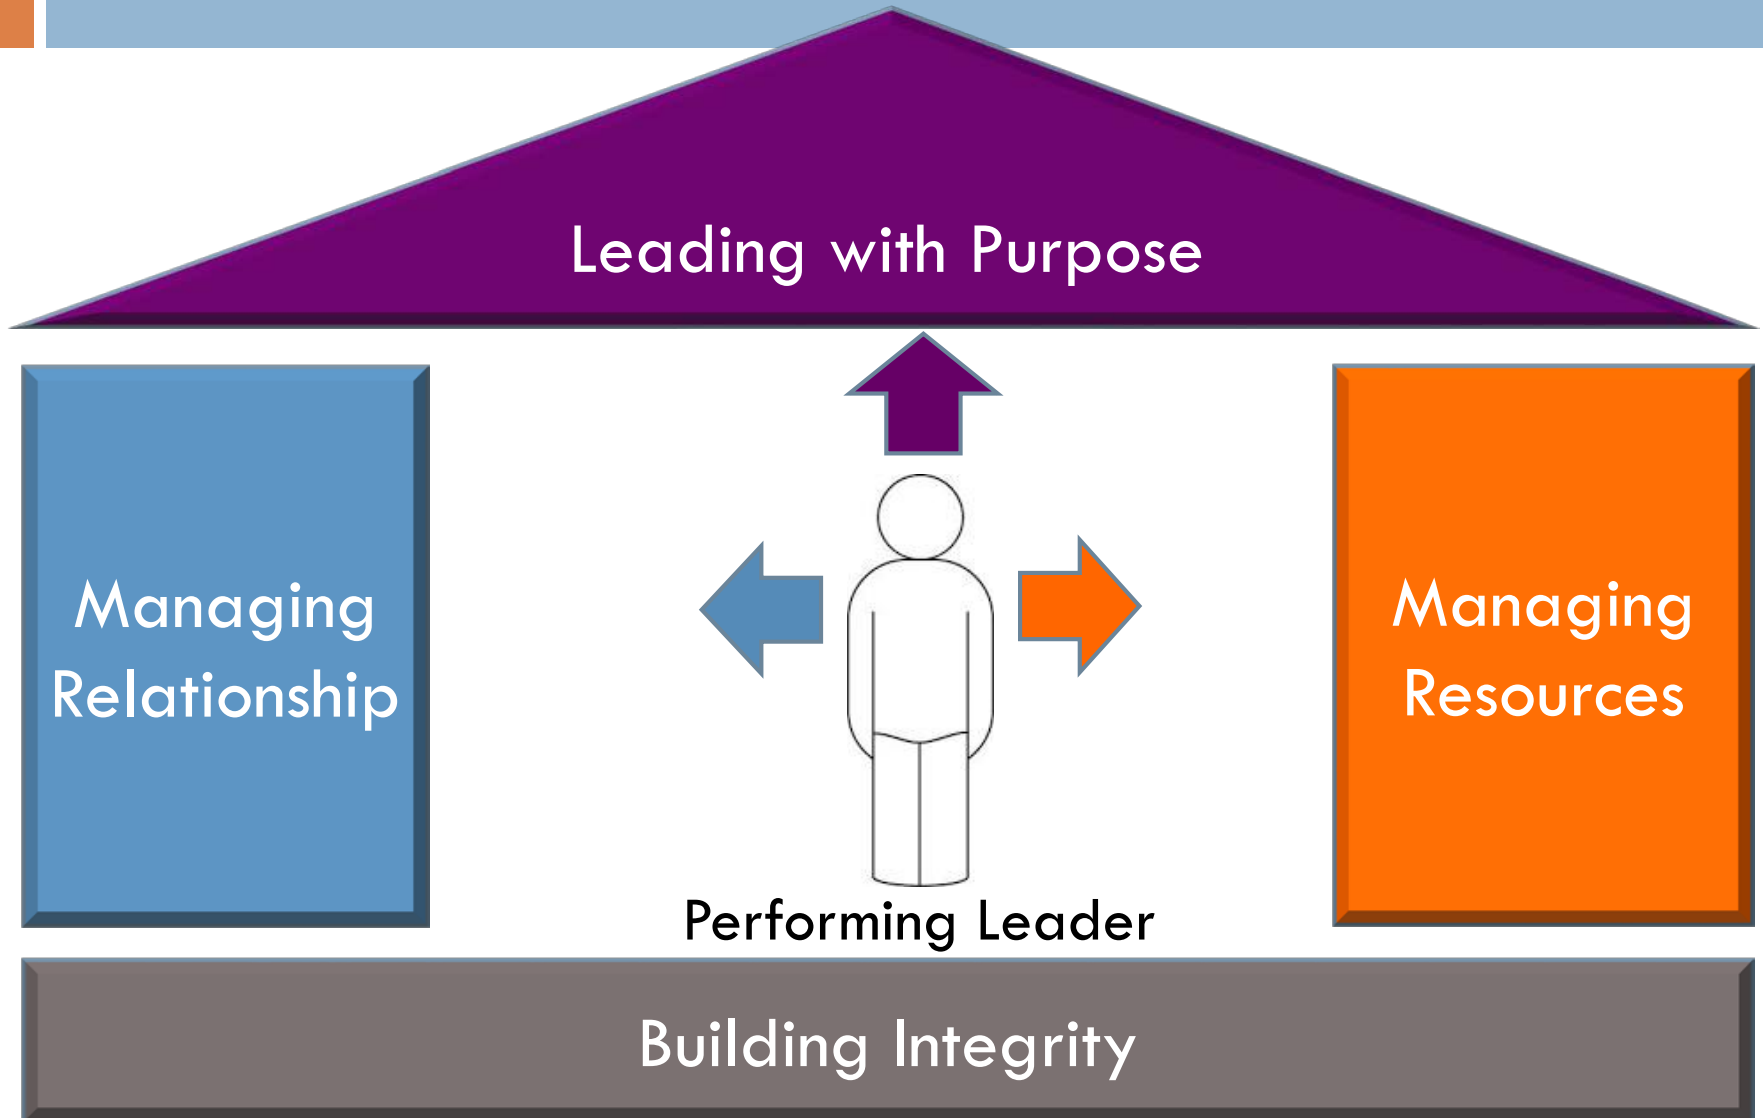 Leading with Purpose
Managing
Relationship
Managing
Resources
Performing Leader
Building Integrity